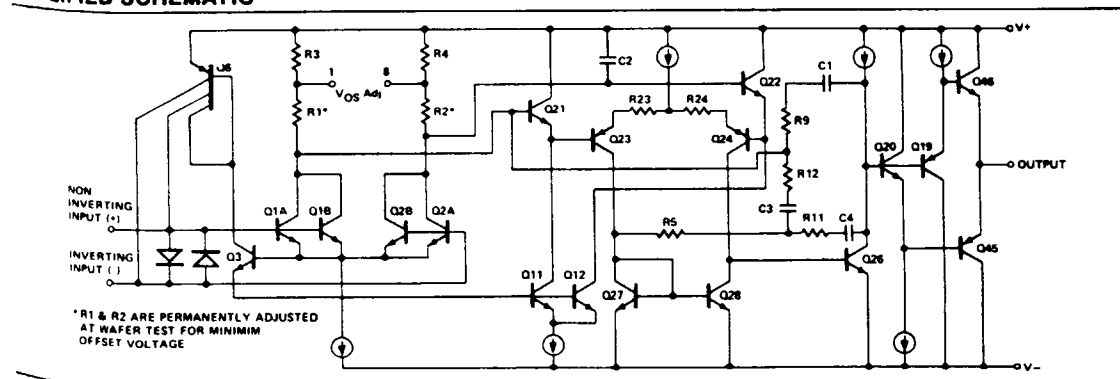 SCHEMATIC
V+
R3
R4
Q6
1
8
VOS Adj
C2
C1
Q22
Q46
R1*
R2*
Q21
R23
R24
R9
Q23
Q24
Q20
Q19
OUTPUT
R12
NON
INVERTING
INPUT (+)
Q1A
Q1B
Q2B
Q2A
C3
R5
R11
C4
INVERTING
INPUT (-)
Q3
Q26
Q45
Q11
Q12
Q27
Q28
*R1 & R2 ARE PERMANENTLY ADJUSTED
AT WAFER TEST FOR MINIMIM
OFFSET VOLTAGE
V-